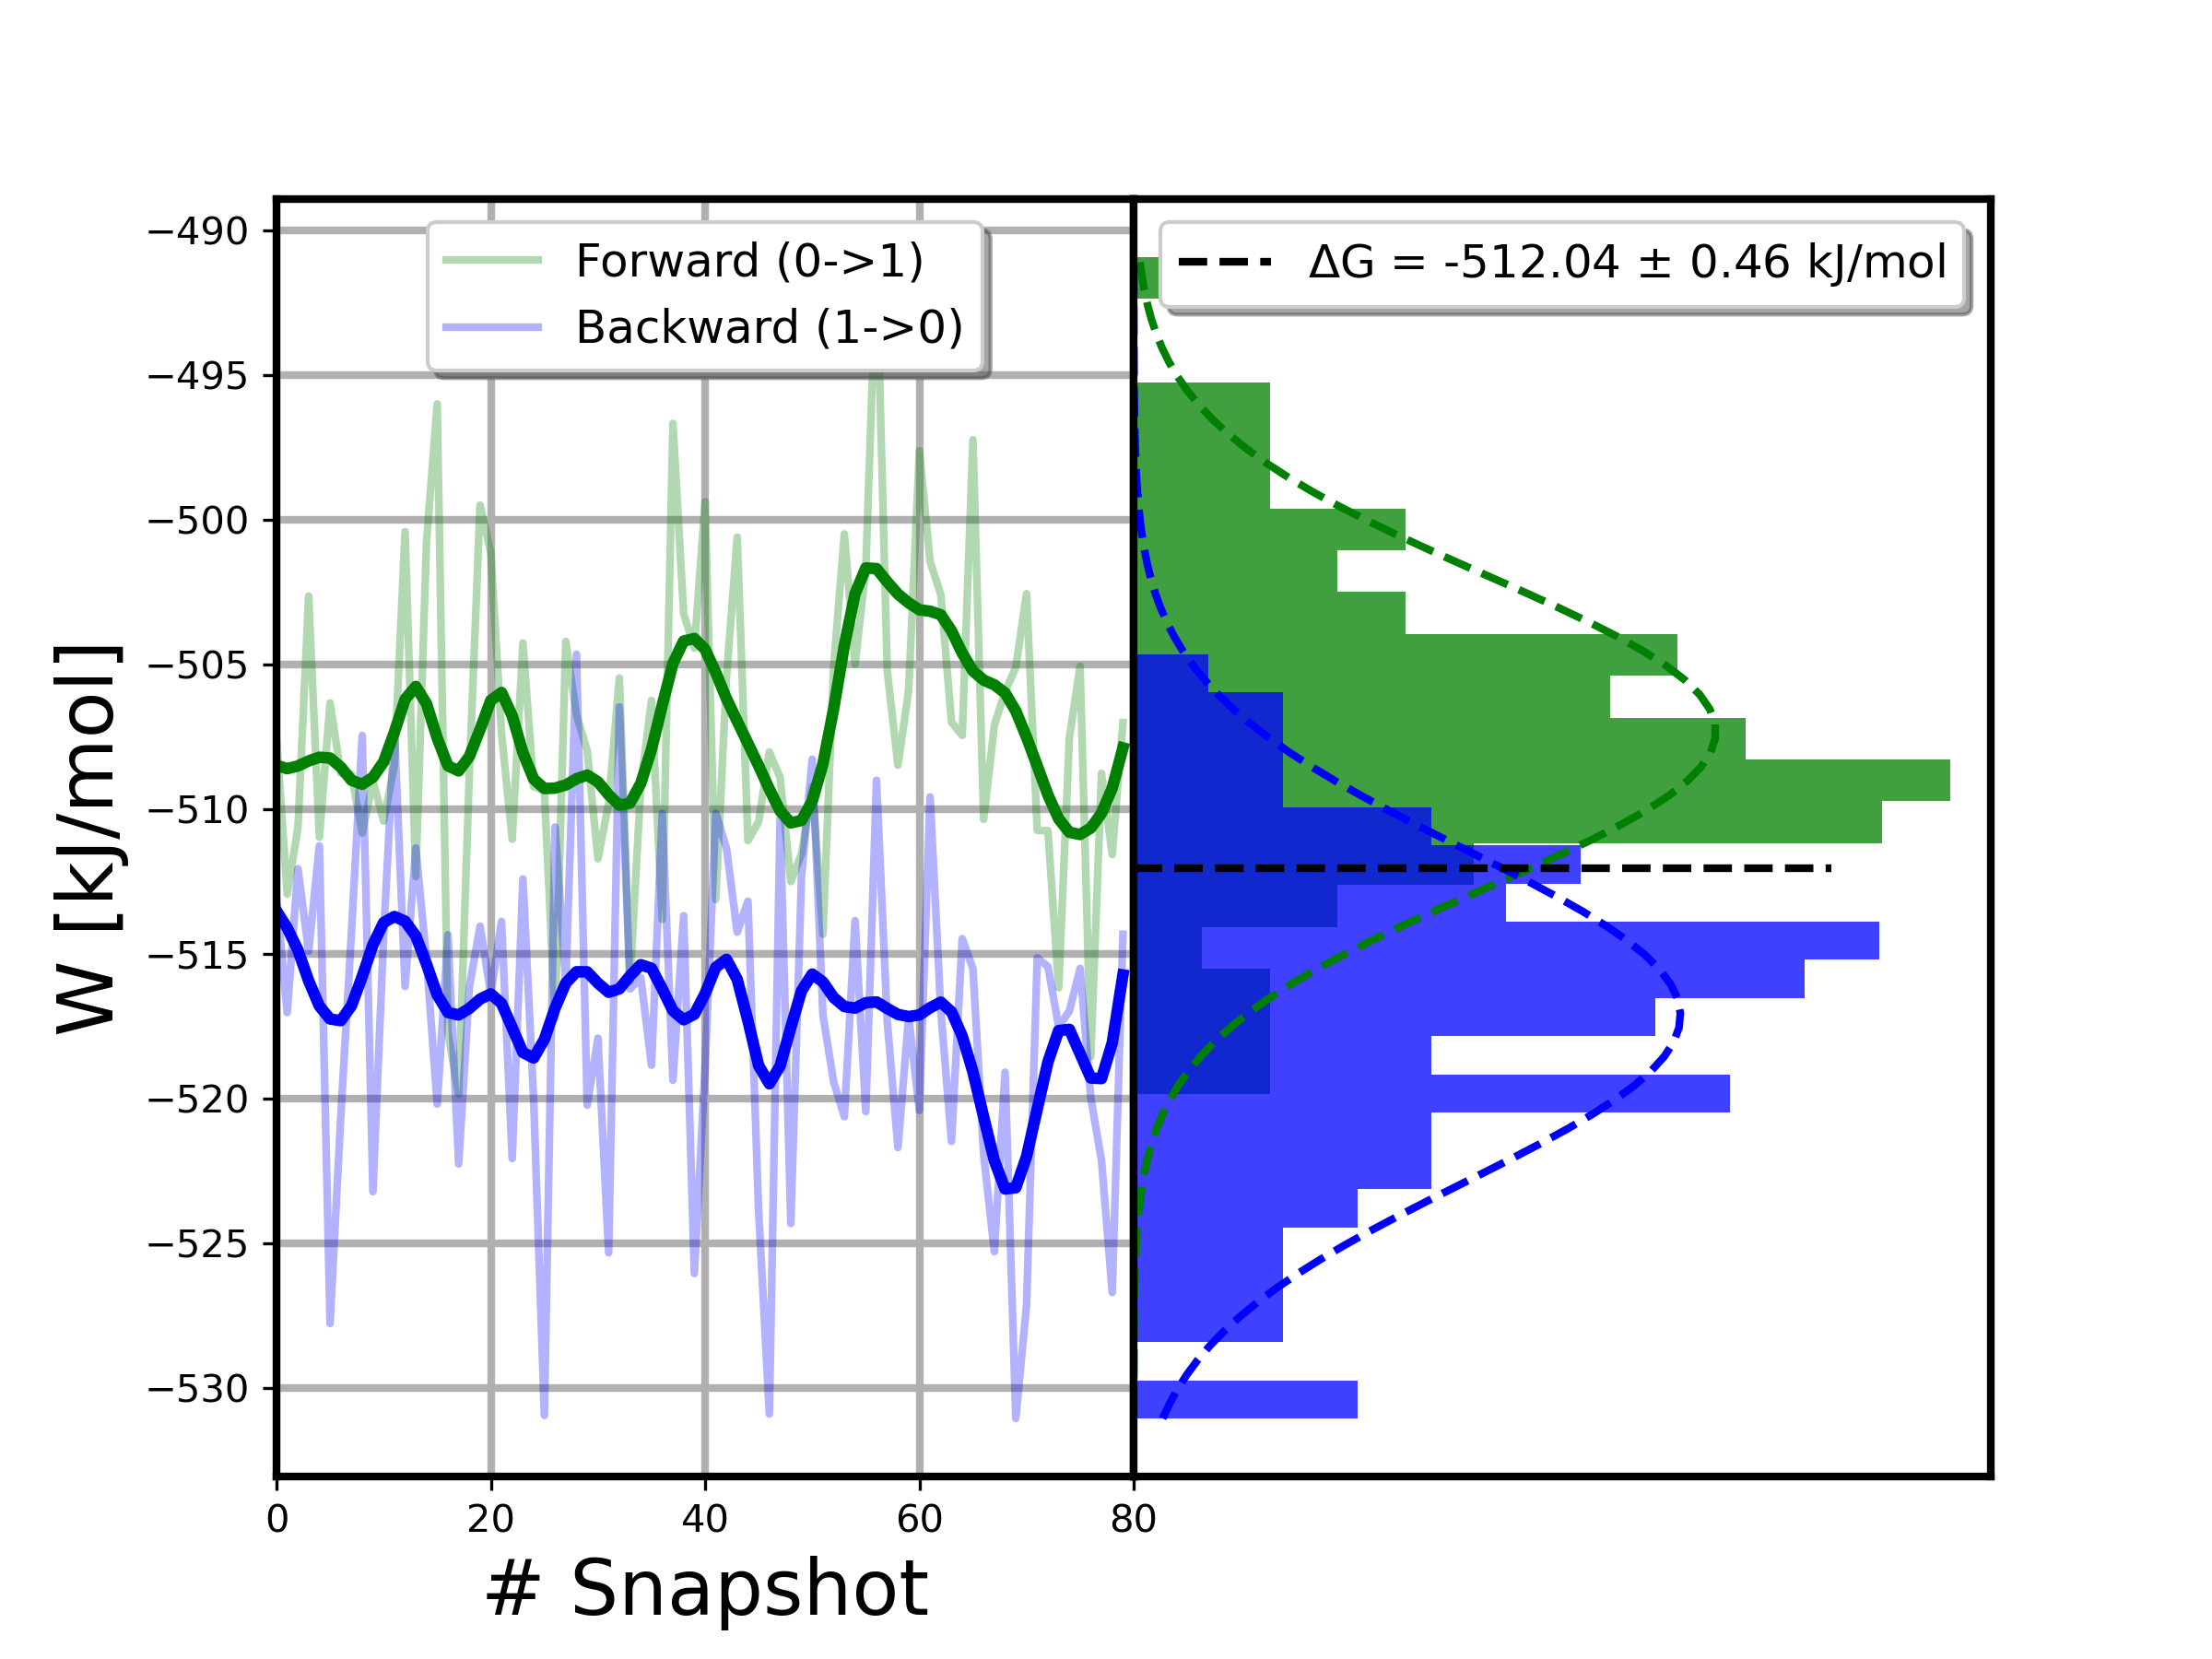 W [kJ/mol]
−490
−495
−500
−505
−510
−515
−520
−525
−530
Forward (0->1)
Backward (1->0)
ΔG = -512.04 ± 0.46 kJ/mol
0 20 40 60 80
# Snapshot